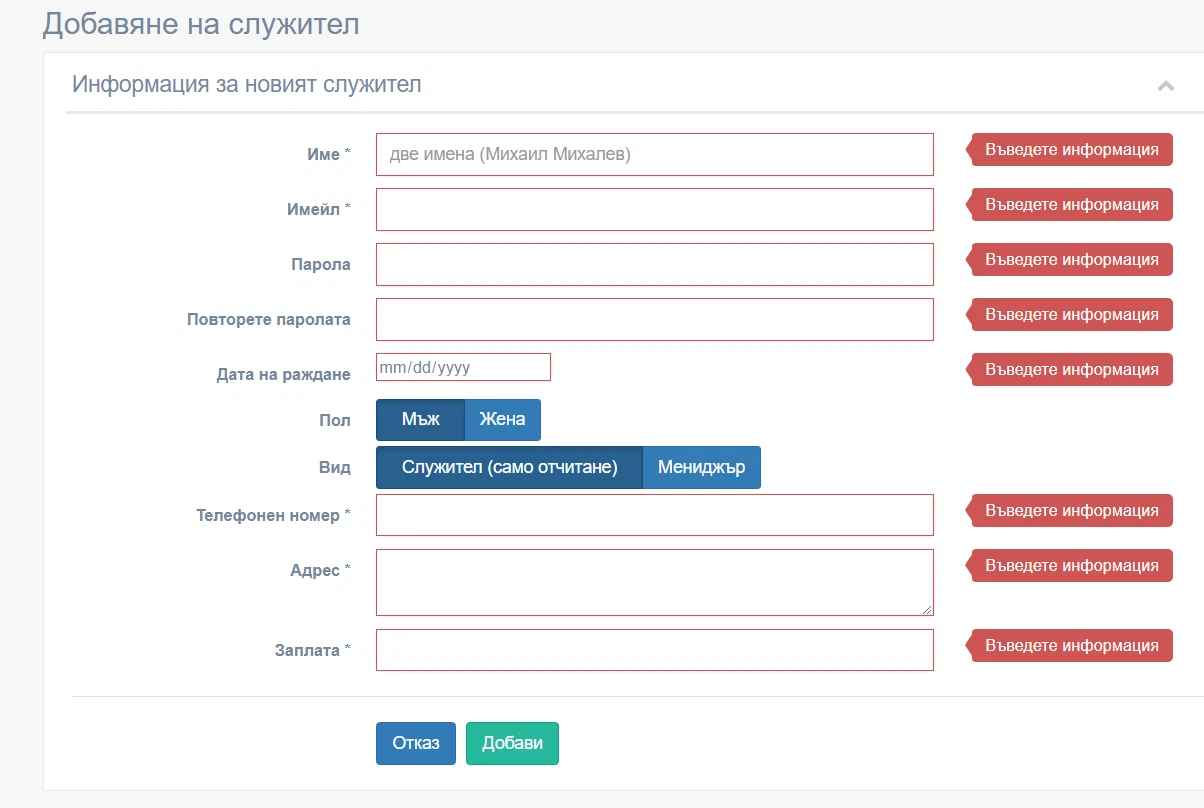 Добавяне на служител
Информация за новият служител
Име * две имена (Михаил Михалев) Въведете информация
Имейл * Въведете информация
Парола Въведете информация
Повторете паролата Въведете информация
Дата на раждане mm/dd/yyyy Въведете информация
Пол Мъж Жена
Вид Служител (само отчитане) Мениджър
Телефонен номер * Въведете информация
Адрес * Въведете информация
Заплата * Въведете информация
Отказ Добави